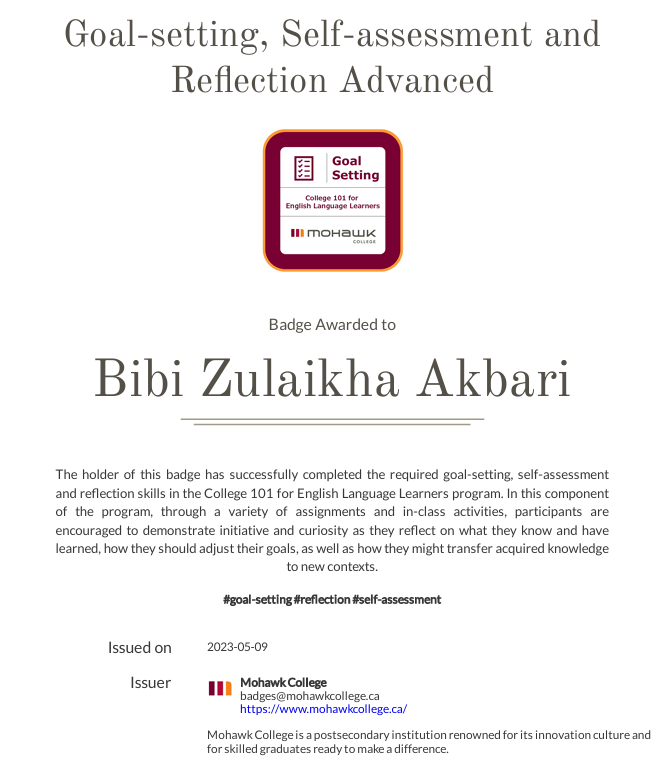 Goal-setting, Self-assessment and
Reflection Advanced
Goal
Setting
College 101 for
English Language Learners
mohawk
COLLEGE
Badge Awarded to
Bibi Zulaikha Akbari
The holder of this badge has successfully completed the required goal-setting, self-assessment
and reflection skills in the College 101 for English Language Learners program. In this component
of the program, through a variety of assignments and in-class activities, participants are
encouraged to demonstrate initiative and curiosity as they reflect on what they know and have
learned, how they should adjust their goals, as well as how they might transfer acquired knowledge
to new contexts.
#goal-setting #reflection #self-assessment
Issued on 2023-05-09
Issuer Mohawk College
badges@mohawkcollege.ca
https://www.mohawkcollege.ca/
Mohawk College is a postsecondary institution renowned for its innovation culture and
for skilled graduates ready to make a difference.